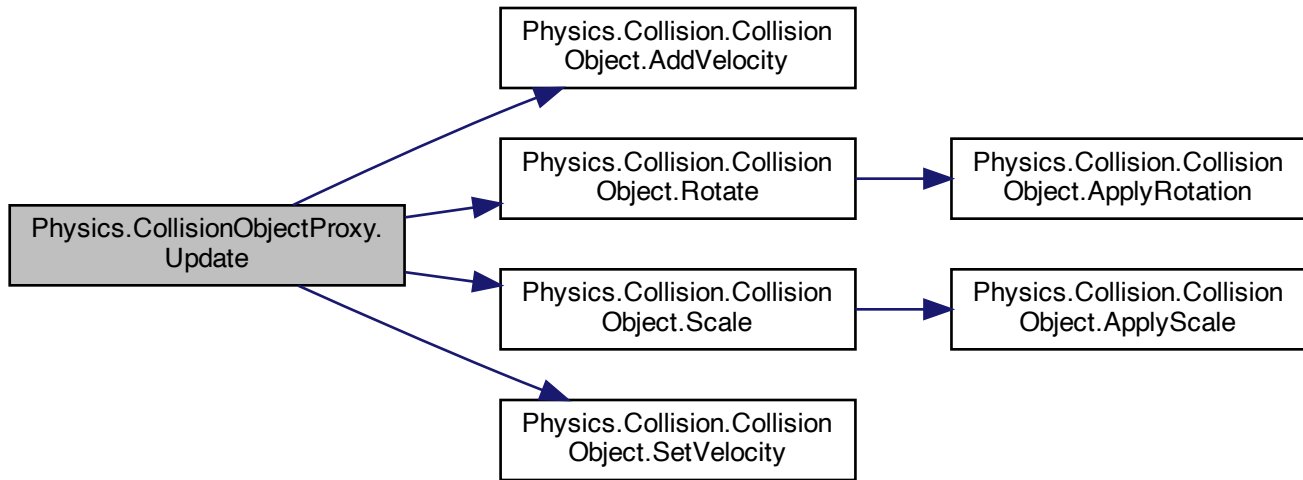 Physics.CollisionObjectProxy.
Update
Physics.Collision.Collision
Object.AddVelocity
Physics.Collision.Collision
Object.Rotate
Physics.Collision.Collision
Object.ApplyRotation
Physics.Collision.Collision
Object.Scale
Physics.Collision.Collision
Object.ApplyScale
Physics.Collision.Collision
Object.SetVelocity